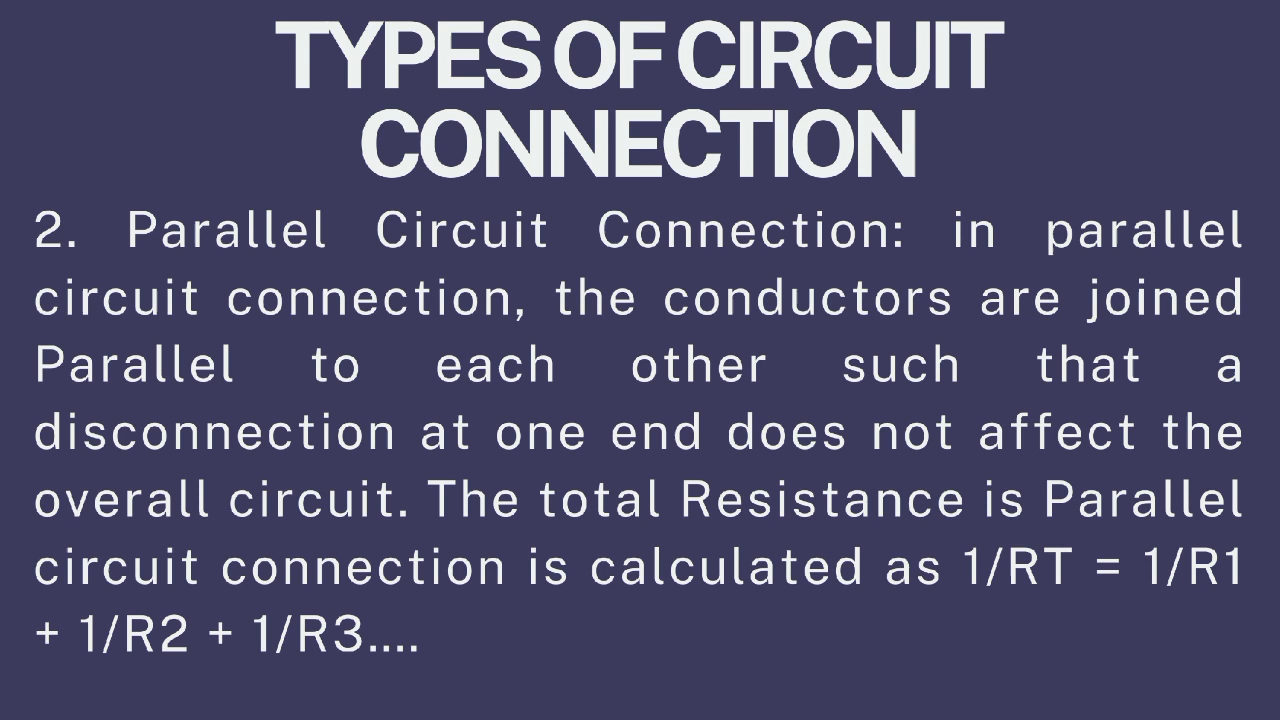 TYPES OF CIRCUIT
CONNECTION
2. Parallel Circuit Connection: in parallel
circuit connection, the conductors are joined
Parallel to each other such that a
disconnection at one end does not affect the
overall circuit. The total Resistance is Parallel
circuit connection is calculated as 1/RT = 1/R1
+ 1/R2 + 1/R3....